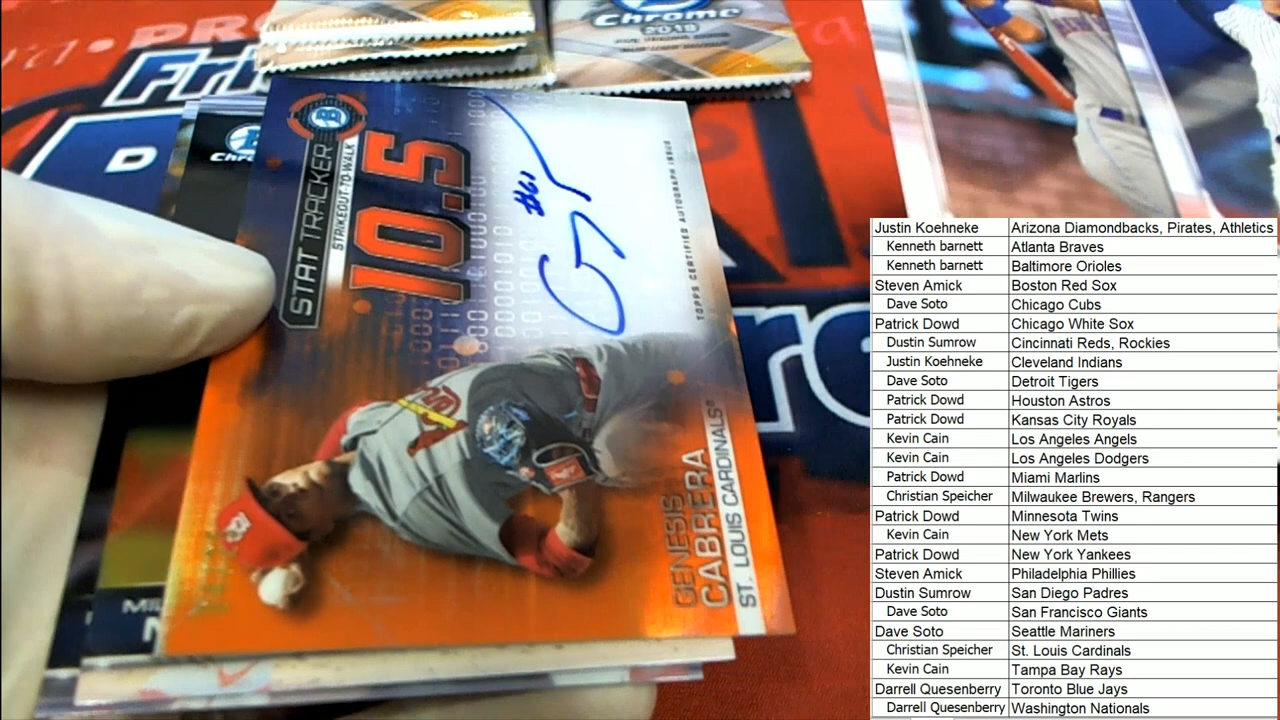 Chrome
2019
Fri
D
Chro
STAT TRACKER
STRIKEOUT-TO-WALK
10.5
#61
TOPPS CERTIFIED AUTOGRAPH ISSUE
GENESIS
CABRERA
ST. LOUIS CARDINALS
Justin Koehneke Arizona Diamondbacks, Pirates, Athletics
Kenneth barnett Atlanta Braves
Kenneth barnett Baltimore Orioles
Steven Amick Boston Red Sox
Dave Soto Chicago Cubs
Patrick Dowd Chicago White Sox
Dustin Sumrow Cincinnati Reds, Rockies
Justin Koehneke Cleveland Indians
Dave Soto Detroit Tigers
Patrick Dowd Houston Astros
Patrick Dowd Kansas City Royals
Kevin Cain Los Angeles Angels
Kevin Cain Los Angeles Dodgers
Patrick Dowd Miami Marlins
Christian Speicher Milwaukee Brewers, Rangers
Patrick Dowd Minnesota Twins
Kevin Cain New York Mets
Patrick Dowd New York Yankees
Steven Amick Philadelphia Phillies
Dustin Sumrow San Diego Padres
Dave Soto San Francisco Giants
Dave Soto Seattle Mariners
Christian Speicher St. Louis Cardinals
Kevin Cain Tampa Bay Rays
Darrell Quesenberry Toronto Blue Jays
Darrell Quesenberry Washington Nationals